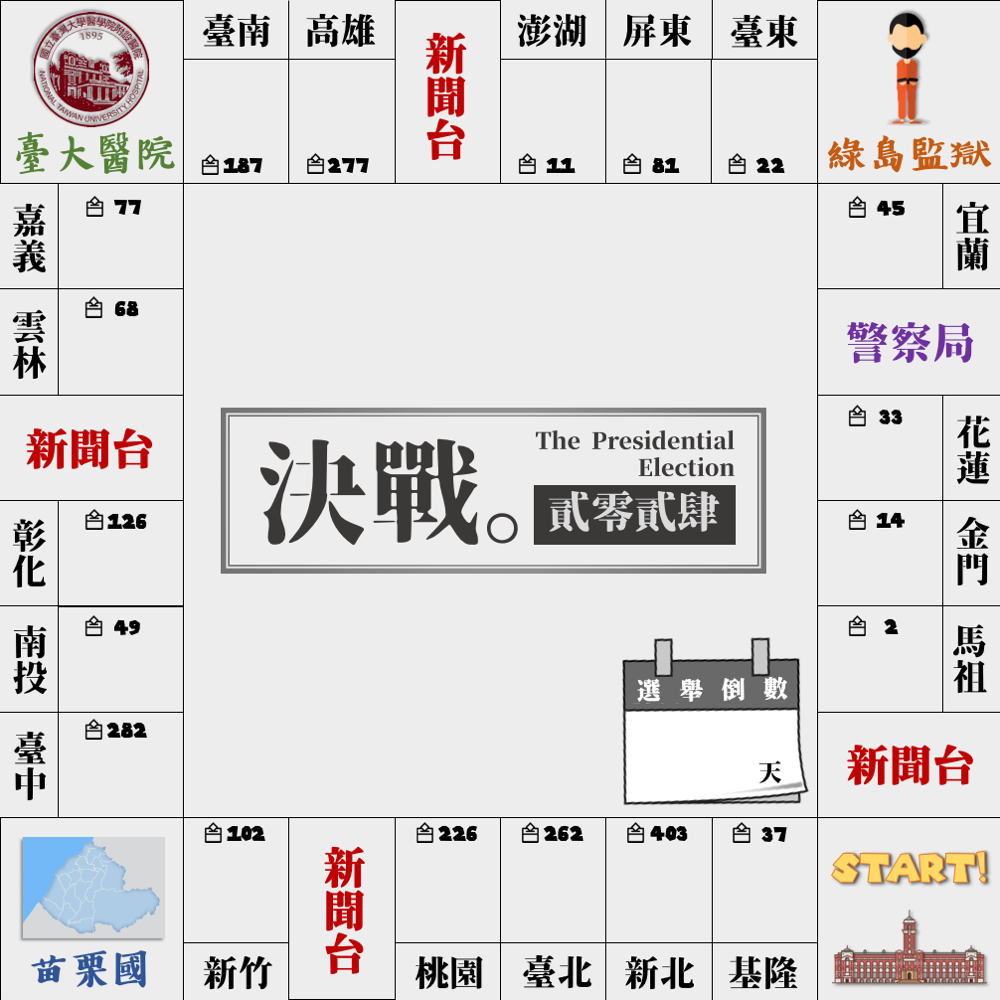 國立臺灣大學醫學院附設醫院
1895
NATIONAL TAIWAN UNIVERSITY HOSPITAL
臺大醫院
臺南
187
高雄
277
新聞台
澎湖
11
屏東
81
臺東
22
綠島監獄
嘉義
77
雲林
68
新聞台
彰化
126
南投
49
臺中
282
45
宜蘭
警察局
33
花蓮
14
金門
2
馬祖
新聞台
決戰。
The Presidential
Election
貳零貳肆
選舉倒數
天
苗栗國
102
新竹
新聞台
226
桃園
262
臺北
403
新北
37
基隆
START!